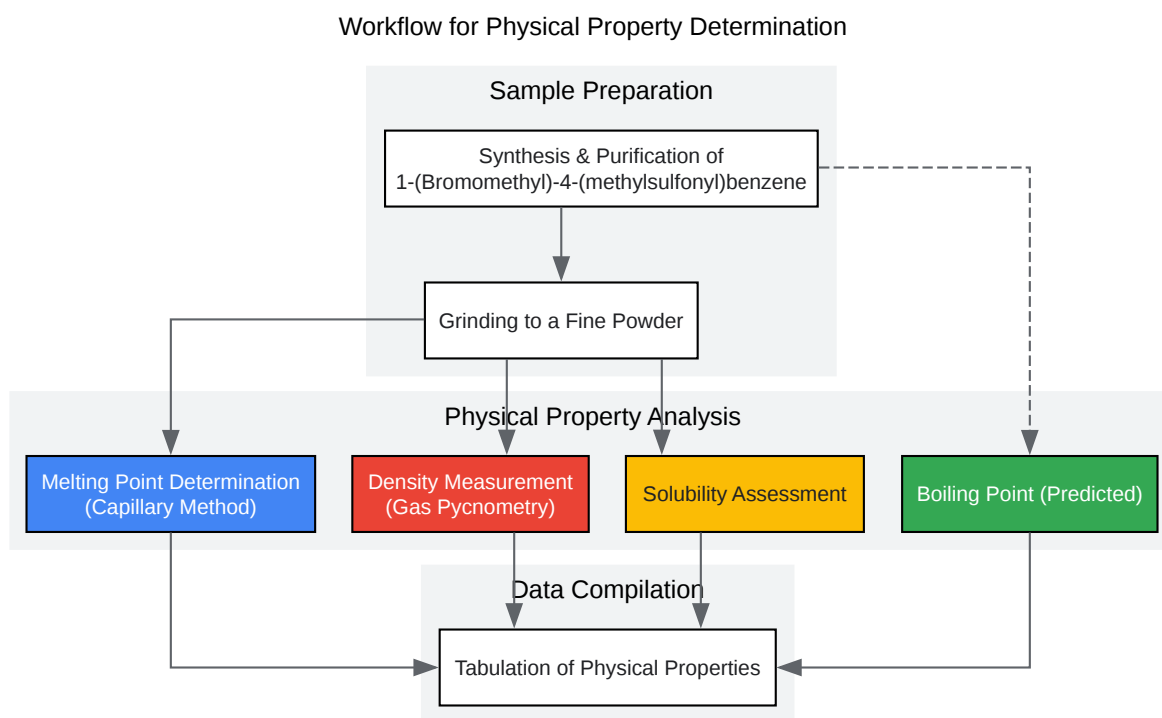 Workflow for Physical Property Determination
Sample Preparation
Synthesis & Purification of
1-(Bromomethyl)-4-(methylsulfonyl)benzene
Grinding to a Fine Powder
Physical Property Analysis
Melting Point Determination
(Capillary Method)
Density Measurement
(Gas Pycnometry)
Solubility Assessment
Boiling Point (Predicted)
Data Compilation
Tabulation of Physical Properties